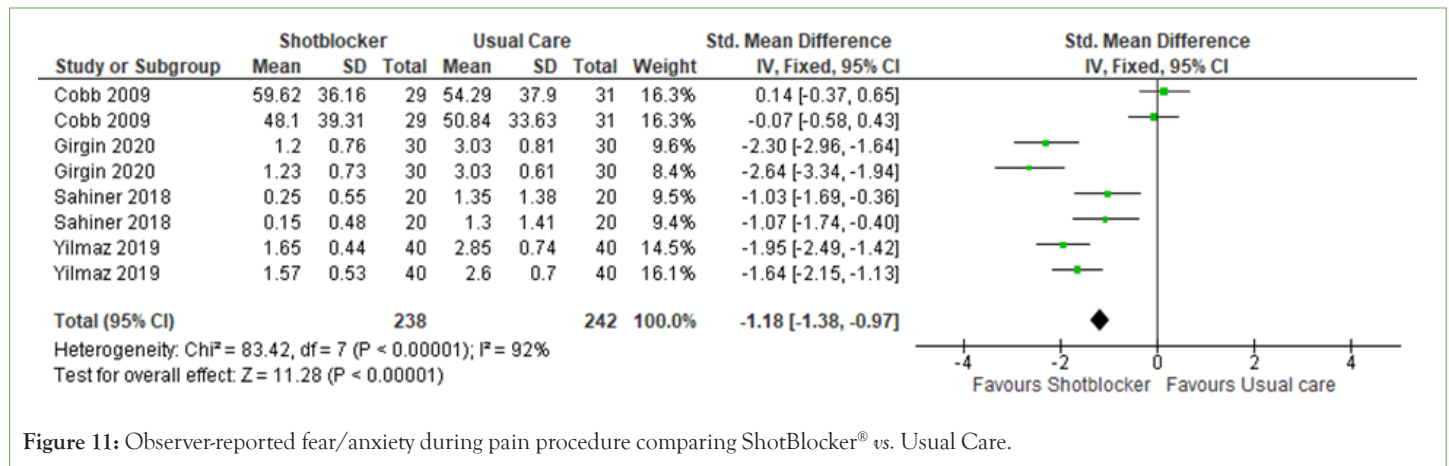 Shotblocker Usual Care Std. Mean Difference Std. Mean Difference
Study or Subgroup Mean SD Total Mean SD Total Weight IV, Fixed, 95% CI IV, Fixed, 95% CI
Cobb 2009 59.62 36.16 29 54.29 37.9 31 16.3% 0.14 [-0.37, 0.65]
Cobb 2009 48.1 39.31 29 50.84 33.63 31 16.3% -0.07 [-0.58, 0.43]
Girgin 2020 1.2 0.76 30 3.03 0.81 30 9.6% -2.30 [-2.96, -1.64]
Girgin 2020 1.23 0.73 30 3.03 0.61 30 8.4% -2.64 [-3.34, -1.94]
Sahiner 2018 0.25 0.55 20 1.35 1.38 20 9.5% -1.03 [-1.69, -0.36]
Sahiner 2018 0.15 0.48 20 1.3 1.41 20 9.4% -1.07 [-1.74, -0.40]
Yilmaz 2019 1.65 0.44 40 2.85 0.74 40 14.5% -1.95 [-2.49, -1.42]
Yilmaz 2019 1.57 0.53 40 2.6 0.7 40 16.1% -1.64 [-2.15, -1.13]
Total (95% CI) 238 242 100.0% -1.18 [-1.38, -0.97]
Heterogeneity: Chi² = 83.42, df = 7 (P < 0.00001); I² = 92%
Test for overall effect: Z = 11.28 (P < 0.00001)
-4 -2 0 2 4
Favours Shotblocker Favours Usual care
Figure 11: Observer-reported fear/anxiety during pain procedure comparing ShotBlocker® vs. Usual Care.